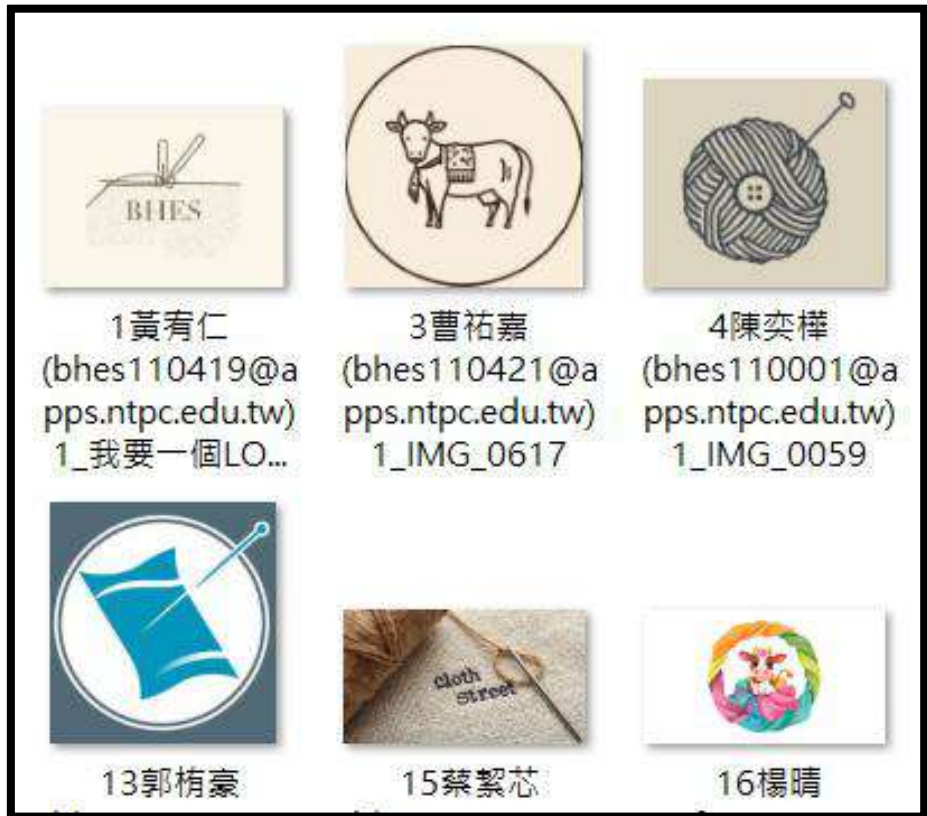 BHES
1黃宥仁
(bhes110419@a
pps.ntpc.edu.tw)
1_我要一個LO...
3曹祐嘉
(bhes110421@a
pps.ntpc.edu.tw)
1_IMG_0617
4陳奕樺
(bhes110001@a
pps.ntpc.edu.tw)
1_IMG_0059
13郭栯豪
cloth
street
15蔡絜芯
16楊晴